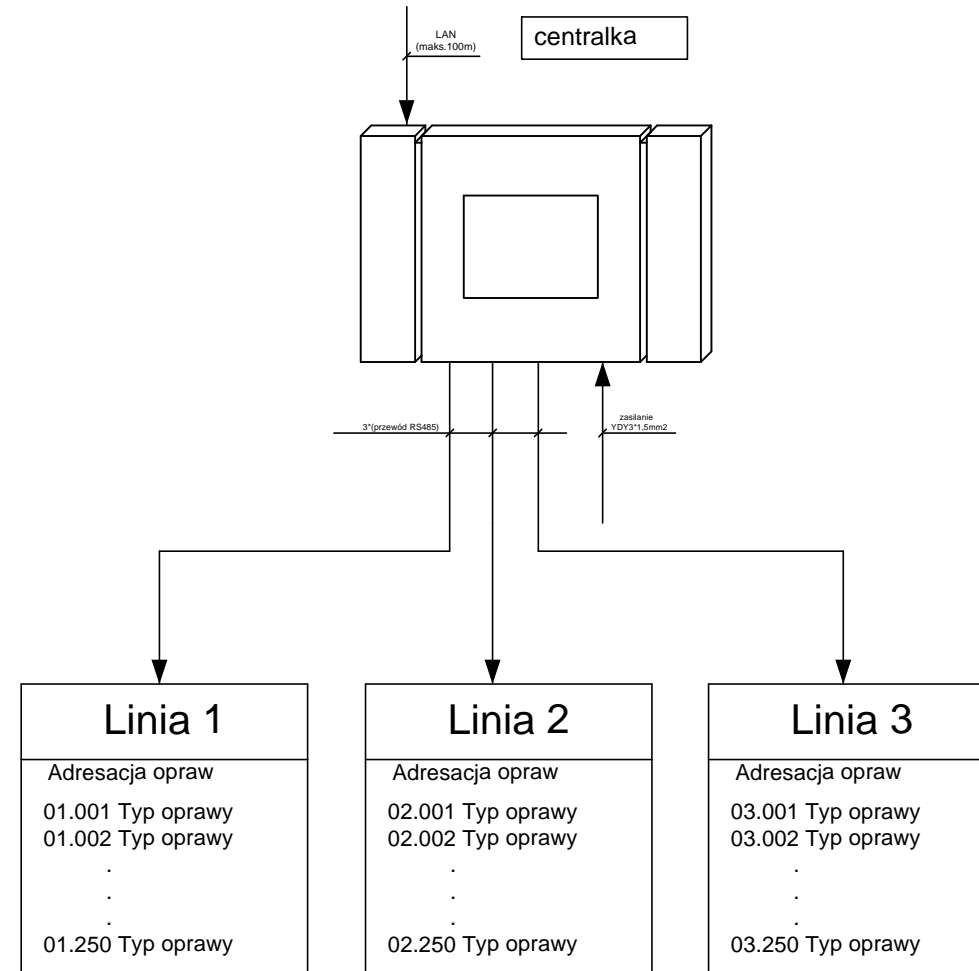 LAN
(maks.100m)
centralka
3*(przewód RS485)
zasilanie
YDY3*1,5mm2
Linia 1
Adresacja opraw
01.001 Typ oprawy
01.002 Typ oprawy
.
.
.
01.250 Typ oprawy
Linia 2
Adresacja opraw
02.001 Typ oprawy
02.002 Typ oprawy
.
.
.
02.250 Typ oprawy
Linia 3
Adresacja opraw
03.001 Typ oprawy
03.002 Typ oprawy
.
.
.
03.250 Typ oprawy